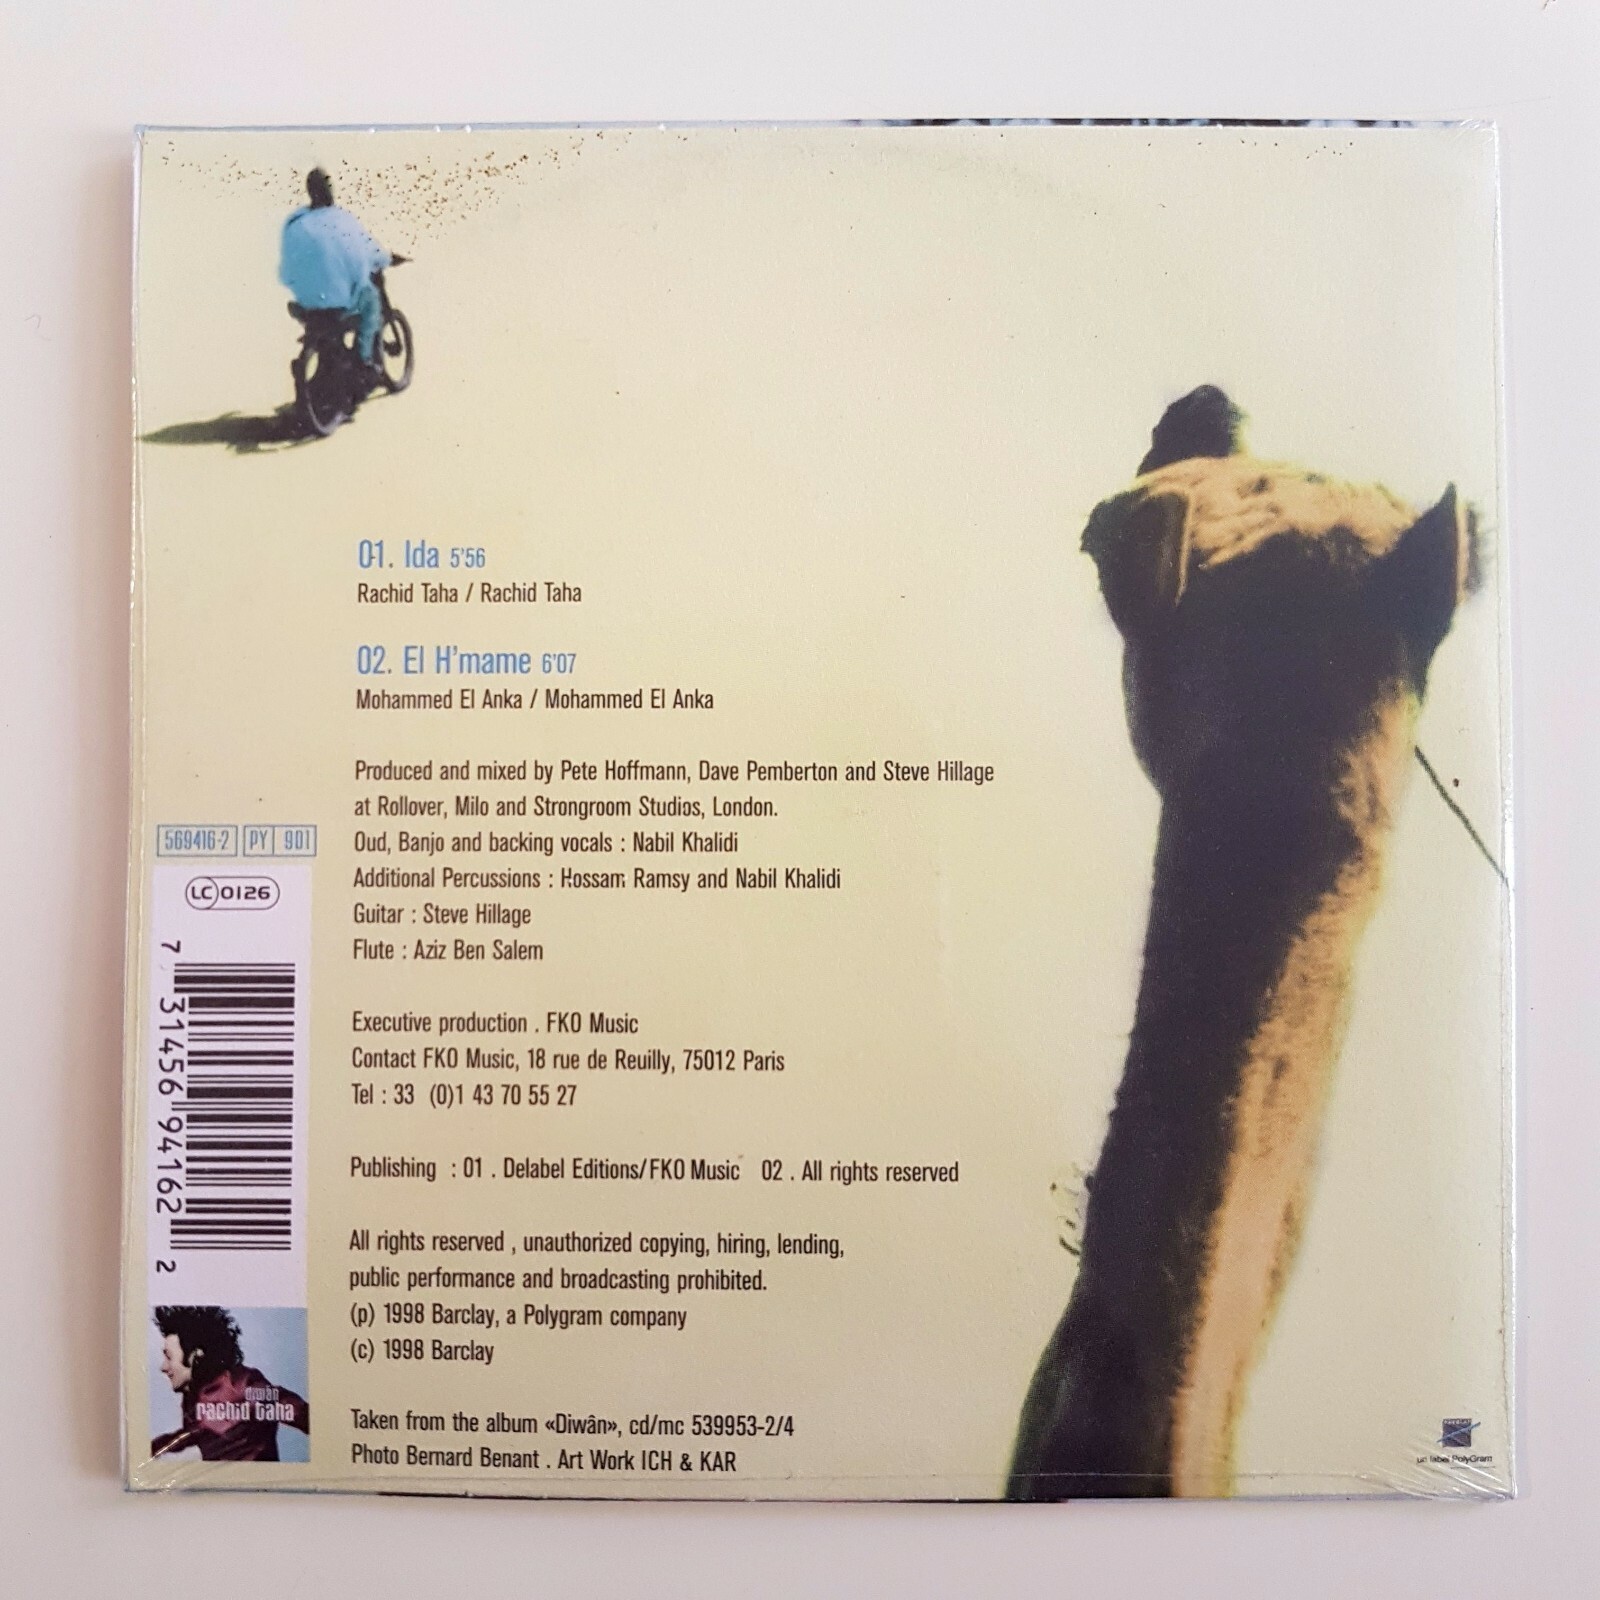 01. Ida 5'56
Rachid Taha / Rachid Taha
02. El H'mame 6'07
Mohammed El Anka / Mohammed El Anka
Produced and mixed by Pete Hoffmann, Dave Pemberton and Steve Hillage
at Rollover, Milo and Strongroom Studios, London.
Oud, Banjo and backing vocals : Nabil Khalidi
Additional Percussions : Hossam Ramsy and Nabil Khalidi
Guitar : Steve Hillage
Flute : Aziz Ben Salem
Executive production . FKO Music
Contact FKO Music, 18 rue de Reuilly, 75012 Paris
Tel : 33 (0)1 43 70 55 27
Publishing : 01 . Delabel Editions/FKO Music 02 . All rights reserved
All rights reserved , unauthorized copying, hiring, lending,
public performance and broadcasting prohibited.
(p) 1998 Barclay, a Polygram company
(c) 1998 Barclay
Taken from the album «Diwân», cd/mc 539953-2/4
Photo Bernard Benant . Art Work ICH & KAR
569416-2 PY 901
LC 0126
7 31456 94162 2
diwân
rachid taha
un label PolyGram